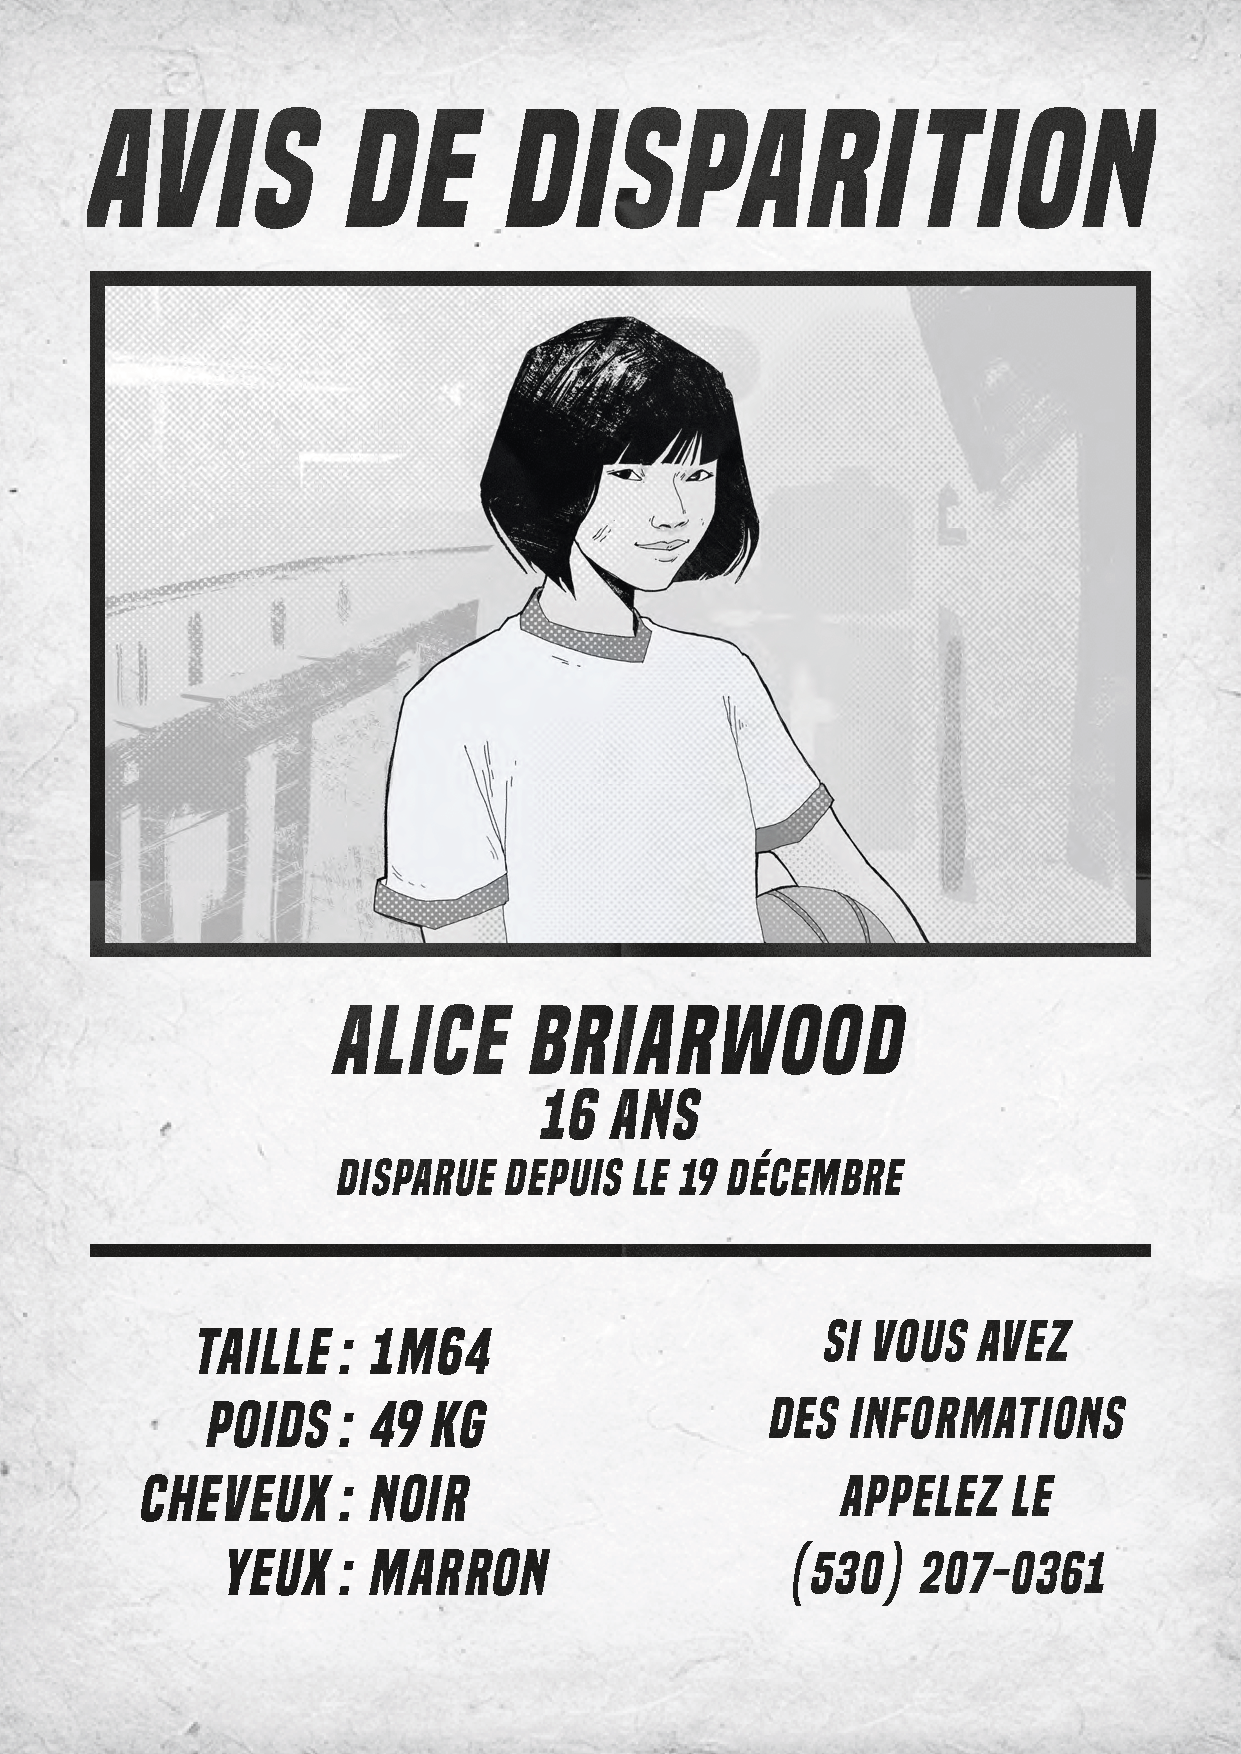 AVIS DE DISPARITION
ALICE BRIARWOOD
16 ANS
DISPARUE DEPUIS LE 19 DÉCEMBRE
TAILLE : 1M64
POIDS : 49 KG
CHEVEUX : NOIR
YEUX : MARRON
SI VOUS AVEZ
DES INFORMATIONS
APPELEZ LE
(530) 207-0361